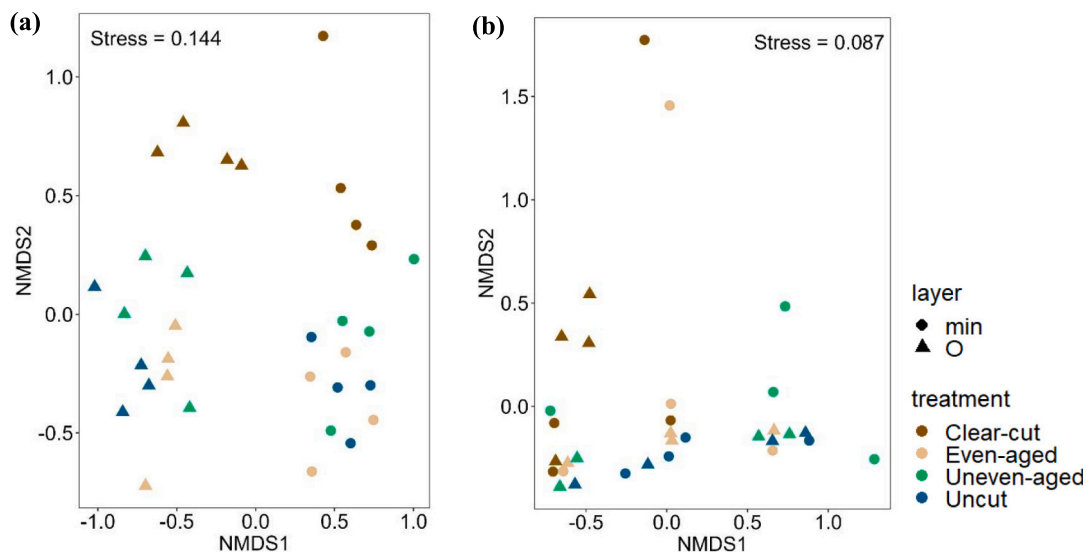 (a)
Stress = 0.144
1.0
0.5
0.0
-0.5
NMDS2
-1.0 -0.5 0.0 0.5 1.0
NMDS1
(b)
Stress = 0.087
1.5
1.0
0.5
0.0
NMDS2
-0.5 0.0 0.5 1.0
NMDS1
layer
min
O
treatment
Clear-cut
Even-aged
Uneven-aged
Uncut